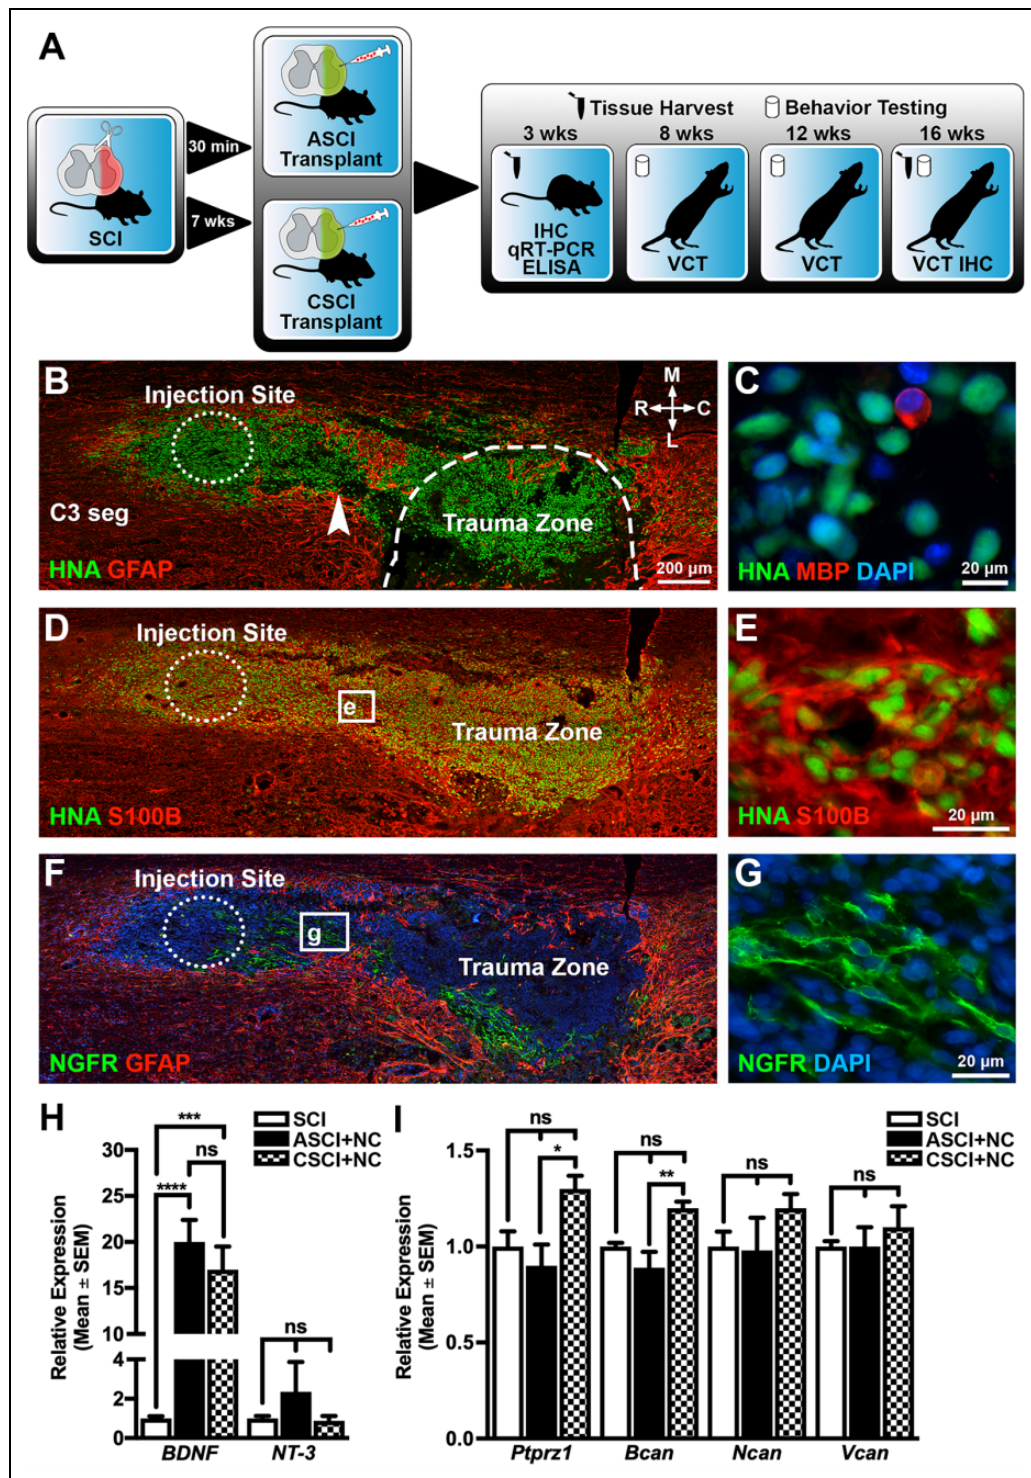 A
Tissue Harvest
Behavior Testing
3 wks
8 wks
12 wks
16 wks
30 min
7 wks
SCI
ASCI
Transplant
CSCI
Transplant
IHC
qRT-PCR
ELISA
VCT
VCT
VCT IHC
B
Injection Site
M
R
C
L
C3 seg
Trauma Zone
HNA GFAP
200 µm
C
HNA MBP DAPI
20 µm
D
Injection Site
e
Trauma Zone
HNA S100B
E
HNA S100B
20 µm
F
Injection Site
g
Trauma Zone
NGFR GFAP
G
NGFR DAPI
20 µm
H
SCI
ASCI+NC
CSCI+NC
Relative Expression
(Mean ± SEM)
30
25
20
15
10
4
2
0
***
ns
****
ns
BDNF
NT-3
I
SCI
ASCI+NC
CSCI+NC
Relative Expression
(Mean ± SEM)
1.5
1.0
0.5
0.0
ns
*
ns
**
ns
ns
Ptprz1
Bcan
Ncan
Vcan